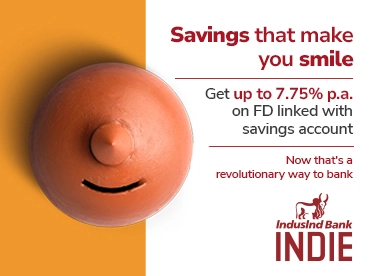 Savings that make
you smile
Get up to 7.75% p.a.
on FD linked with
savings account
Now that's a
revolutionary way to bank
IndusInd Bank
INDIE